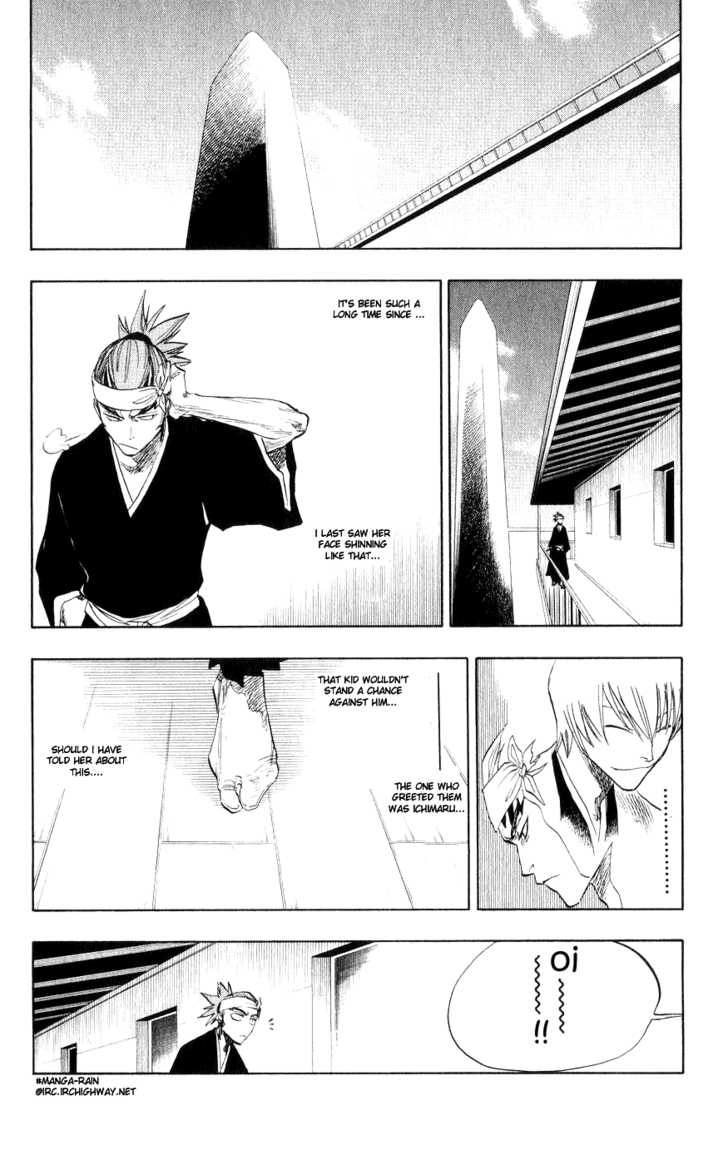 IT'S BEEN SUCH A
LONG TIME SINCE ...
I LAST SAW HER
FACE SHINNING
LIKE THAT...
THAT KID WOULDN'T
STAND A CHANCE
AGAINST HIM...
THE ONE WHO
GREETED THEM
WAS ICHIMARU...
SHOULD I HAVE
TOLD HER ABOUT
THIS....
..............
oi
!!
#MANGA-RAIN
@IRC.IRCHIGHWAY.NET